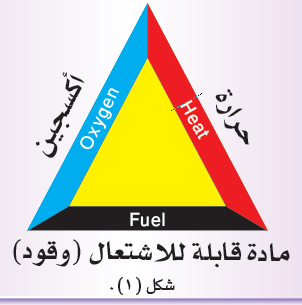 أكسجين
Oxygen
Heat
حرارة
Fuel
مادة قابلة للاشتعال (وقود)
شكل (١).